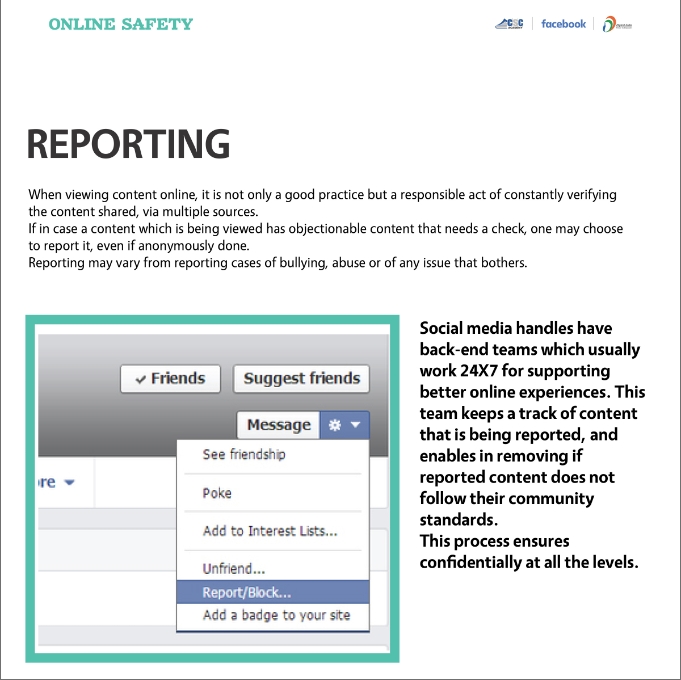 ONLINE SAFETY
CSC
facebook
REPORTING
When viewing content online, it is not only a good practice but a responsible act of constantly verifying
the content shared, via multiple sources.
If in case a content which is being viewed has objectionable content that needs a check, one may choose
to report it, even if anonymously done.
Reporting may vary from reporting cases of bullying, abuse or of any issue that bothers.
Friends
Suggest friends
Message
See friendship
re
Poke
Add to Interest Lists...
Unfriend...
Report/Block...
Add a badge to your site
Social media handles have
back-end teams which usually
work 24X7 for supporting
better online experiences. This
team keeps a track of content
that is being reported, and
enables in removing if
reported content does not
follow their community
standards.
This process ensures
confidentially at all the levels.